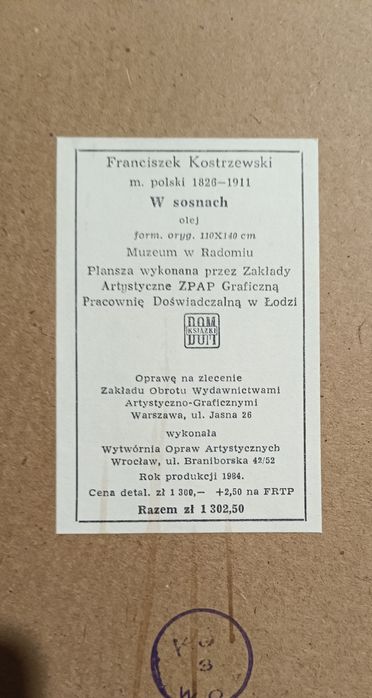 Franciszek Kostrzewski
m. polski 1826—1911
W sosnach
olej
form. oryg. 110X140 cm
Muzeum w Radomiu
Plansza wykonana przez Zakłady
Artystyczne ZPAP Graficzną
Pracownię Doświadczalną w Łodzi
DOM
KSIĄŻKI
Oprawę na zlecenie
Zakładu Obrotu Wydawnictwami
Artystyczno-Graficznymi
Warszawa, ul. Jasna 26
wykonała
Wytwórnia Opraw Artystycznych
Wrocław, ul. Braniborska 42/52
Rok produkcji 1984.
Cena detal. zł 1 300,— +2,50 na FRTP
Razem zł 1 302,50